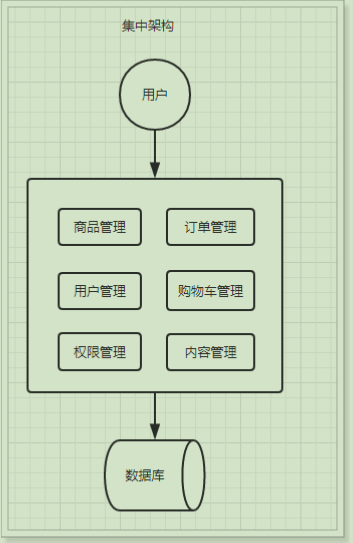 集中架构
用户
商品管理
订单管理
用户管理
购物车管理
权限管理
内容管理
数据库